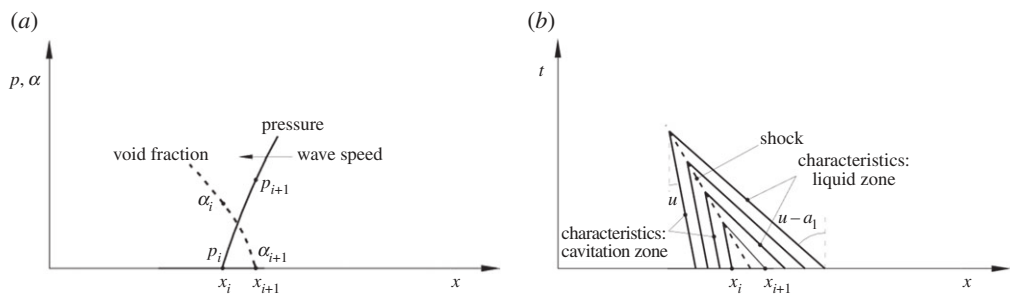 (a)
p, α
pressure
void fraction
wave speed
α_i
p_{i+1}
p_i
α_{i+1}
x_i
x_{i+1}
x
(b)
t
shock
characteristics:
liquid zone
u
u – a_1
characteristics:
cavitation zone
x_i
x_{i+1}
x